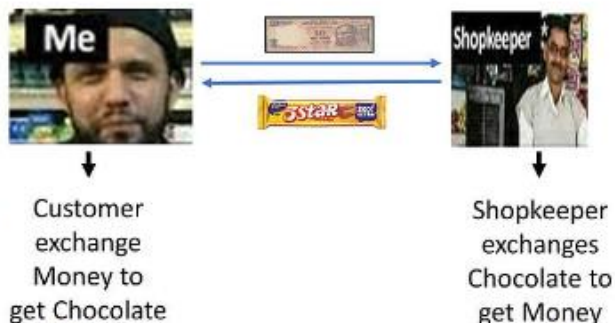 Me
Shopkeeper
5STAR
Customer
exchange
Money to
get Chocolate
Shopkeeper
exchanges
Chocolate to
get Money